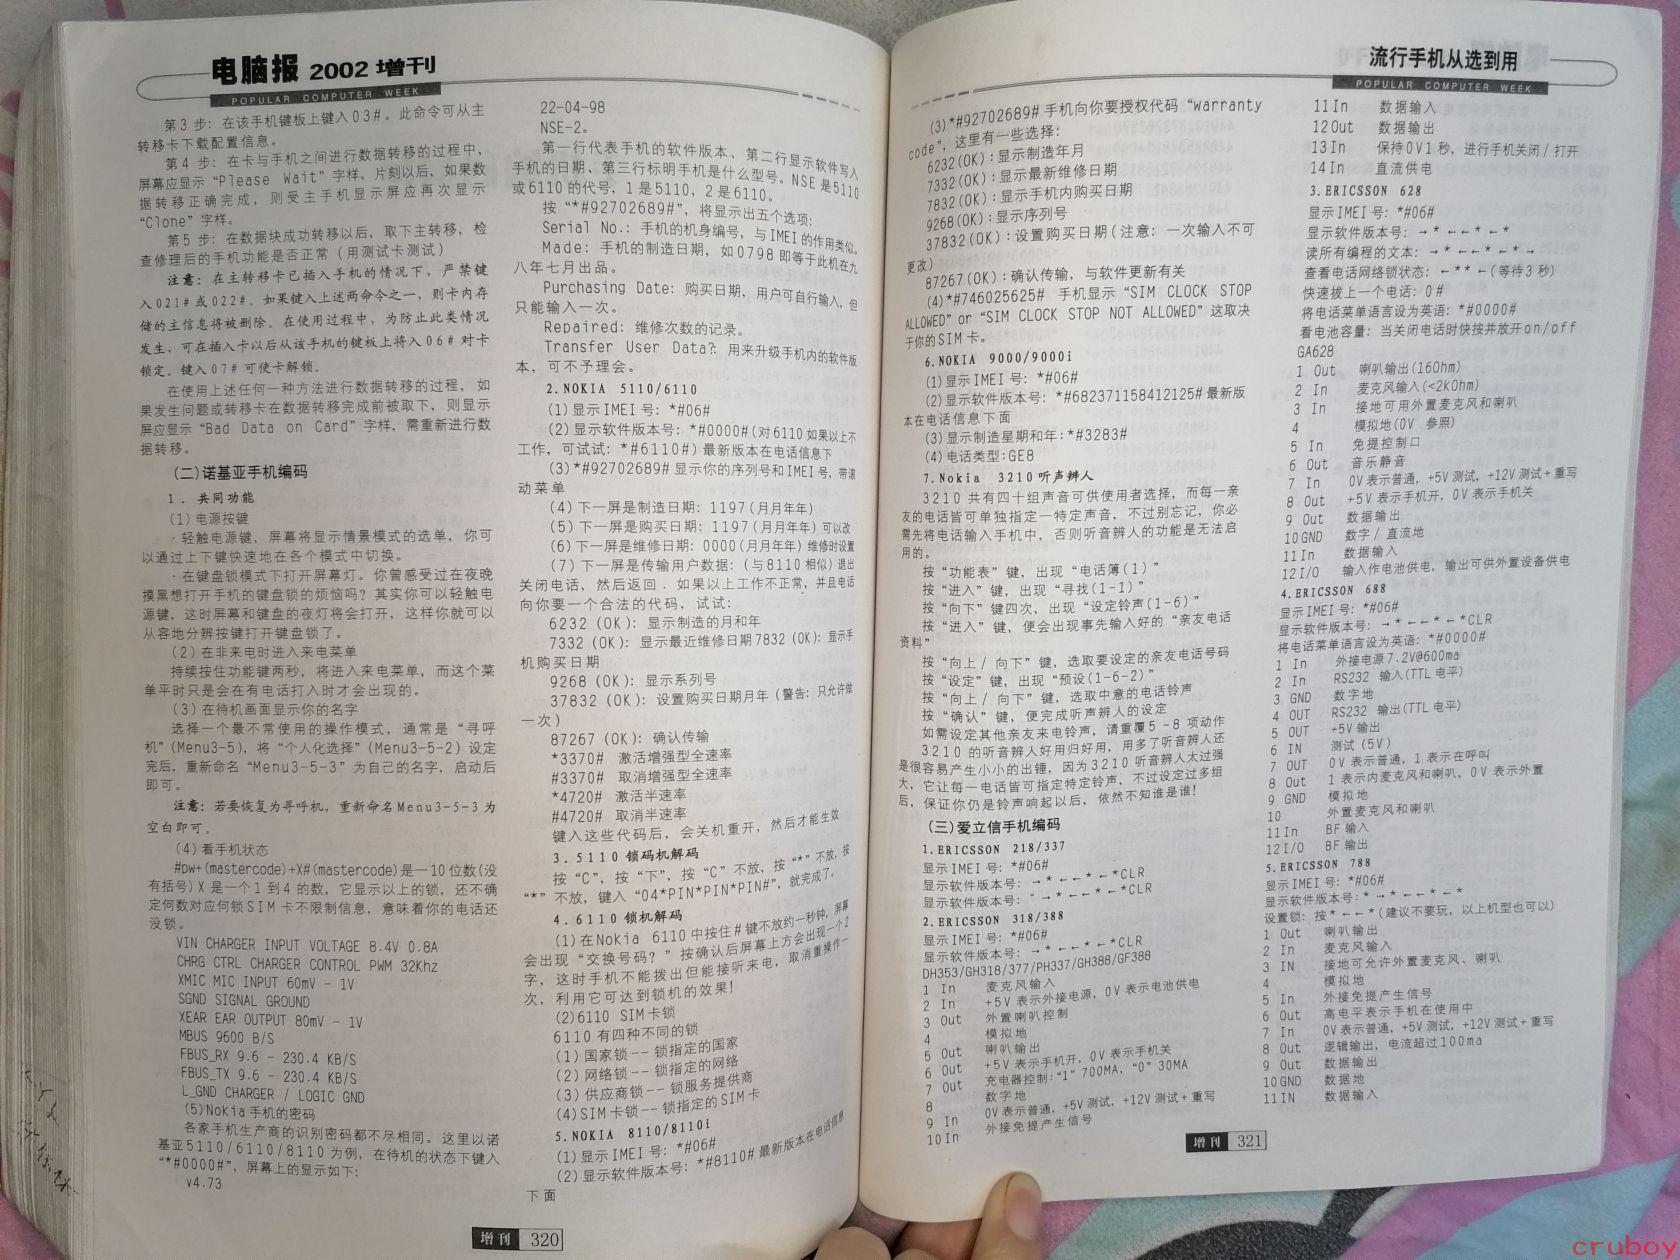 电脑报 2002 增刊
POPULAR COMPUTER WEEK
第3 步：在该手机键板上键入03#。此命令可从主
转移卡下载配置信息。
第4 步：在卡与手机之间进行数据转移的过程中、
屏幕应显示“Please Wait”字样。片刻以后，如果数
据转移正确完成，则受主手机显示屏应再次显示
“Clone”字样。
第5 步：在数据块成功转移以后，取下主转移，检
查修理后的手机功能是否正常（用测试卡测试）
注意：在主转移卡已插入手机的情况下，严禁键
入021#或022#。如果键入上述两命令之一，则卡内存
储的主信息将被删除。在使用过程中，为防止此类情况
发生，可在插入卡以后从该手机的键板上将入06#对卡
锁定。键入07#可使卡解锁。
在使用上述任何一种方法进行数据转移的过程，如
果发生问题或转移卡在数据转移完成前被取下，则显示
屏应显示“Bad Data on Card”字样，需重新进行数
据转移。
（二）诺基亚手机编码
1．共同功能
(1)电源按键
·轻触电源键，屏幕将显示情景模式的选单，你可
以通过上下键快速地在各个模式中切换。
·在键盘锁模式下打开屏幕灯。你曾感受过在夜晚
摸黑想打开手机的键盘锁的烦恼吗？其实你可以轻触电
源键，这时屏幕和键盘的夜灯将会打开，这样你就可以
从容地分辨按键打开键盘锁了。
(2)在非来电时进入来电菜单
持续按住功能键两秒，将进入来电菜单，而这个菜
单平时只是会在有电话打入时才会出现的。
(3)在待机画面显示你的名字
选择一个最不常使用的操作模式，通常是“寻呼
机”(Menu3-5)，将“个人化选择”(Menu3-5-2)设定
完后，重新命名“Menu3-5-3”为自己的名字，启动后
即可。
注意：若要恢复为寻呼机，重新命名Menu3-5-3为
空白即可。
(4)看手机状态
#pw+(mastercode)+X#(mastercode)是一10位数(没
有括号)X是一个1到4的数，它显示以上的锁，还不确
定何数对应何锁SIM卡不限制信息，意味着你的电话还
没锁。
VIN CHARGER INPUT VOLTAGE 8.4V 0.8A
CHRG CTRL CHARGER CONTROL PWM 32Khz
XMIC MIC INPUT 60mV - 1V
SGND SIGNAL GROUND
XEAR EAR OUTPUT 80mV - 1V
MBUS 9600 B/S
FBUS_RX 9.6 - 230.4 KB/S
FBUS_TX 9.6 - 230.4 KB/S
L_GND CHARGER / LOGIC GND
(5)Nokia手机的密码
各家手机生产商的识别密码都不尽相同。这里以诺
基亚5110/6110/8110为例，在待机的状态下键入
“*#0000#”，屏幕上的显示如下：
v4.73
22-04-98
NSE-2。
第一行代表手机的软件版本、第二行显示软件写入
手机的日期、第三行标明手机是什么型号。NSE是5110
或6110的代号，1是5110，2是6110。
按“*#92702689#”，将显示出五个选项：
Serial No.：手机的机身编号，与IMEI的作用类似。
Made：手机的制造日期，如0798即等于此机在九
八年七月出品。
Purchasing Date：购买日期，用户可自行输入，但
只能输入一次。
Repaired：维修次数的记录。
Transfer User Data?：用来升级手机内的软件版
本，可不予理会。
2.NOKIA 5110/6110
(1)显示IMEI号：*#06#
(2)显示软件版本号：*#0000#(对6110如果以上不
工作，可试试：*#6110#)最新版本在电话信息下
(3)*#92702689#显示你的序列号和IMEI号，带滚
动菜单
(4)下一屏是制造日期：1197(月月年年)
(5)下一屏是购买日期：1197(月月年年)可以改
(6)下一屏是维修日期：0000(月月年年)维修时设置
(7)下一屏是传输用户数据：(与8110相似)退出
关闭电话，然后返回．如果以上工作不正常，并且电话
向你要一个合法的代码，试试：
6232 (OK)：显示制造的月和年
7332 (OK)：显示最近维修日期7832 (OK)：显示手
机购买日期
9268 (OK)：显示系列号
37832 (OK)：设置购买日期月年(警告：只允许做
一次)
87267 (OK)：确认传输
*3370# 激活增强型全速率
#3370# 取消增强型全速率
*4720# 激活半速率
#4720# 取消半速率
键入这些代码后，会关机重开，然后才能生效
3.5110锁码机解码
按“C”，按“下”，按“C”不放，按“*”不放，按
“*”不放，键入“04*PIN*PIN*PIN#”，就完成了。
4.6110锁机解码
(1)在Nokia 6110中按住#键不放约一秒钟，屏幕
会出现“交换号码？”按确认后屏幕上方会出现一个2
字，这时手机不能拨出但能接听来电，取消重操作一
次，利用它可达到锁机的效果！
(2)6110 SIM卡锁
6110有四种不同的锁
(1)国家锁--锁指定的国家
(2)网络锁--锁指定的网络
(3)供应商锁--锁服务提供商
(4)SIM卡锁--锁指定的SIM卡
5.NOKIA 8110/8110i
(1)显示IMEI号：*#06#
(2)显示软件版本号：*#8110#最新版本在电话信息
下面
增刊 320
流行手机从选到用
POPULAR COMPUTER WEEK
(3)*#92702689#手机向你要授权代码“warranty
code”，这里有一些选择：
6232(OK)：显示制造年月
7332(OK)：显示最新维修日期
7832(OK)：显示手机内购买日期
9268(OK)：显示序列号
37832(OK)：设置购买日期(注意：一次输入不可
更改)
87267(OK)：确认传输，与软件更新有关
(4)*#746025625# 手机显示“SIM CLOCK STOP
ALLOWED”or“SIM CLOCK STOP NOT ALLOWED”这取决
于你的SIM卡。
6.NOKIA 9000/9000i
(1)显示IMEI号：*#06#
(2)显示软件版本号：*#682371158412125#最新版
本在电话信息下面
(3)显示制造星期和年：*#3283#
(4)电话类型：GE8
7.Nokia 3210听声辨人
3210共有四十组声音可供使用者选择，而每一亲
友的电话皆可单独指定一特定声音，不过别忘记，你必
需先将电话输入手机中，否则听音辨人的功能是无法启
用的。
按“功能表”键，出现“电话簿(1)”
按“进入”键，出现“寻找(1-1)”
按“向下”键四次，出现“设定铃声(1-6)”
按“进入”键，便会出现事先输入好的“亲友电话
资料”
按“向上/向下”键，选取要设定的亲友电话号码
按“设定”键，出现“预设(1-6-2)”
按“向上/向下”键，选取中意的电话铃声
按“确认”键，便完成听声辨人的设定
如需设定其他亲友来电铃声，请重覆5-8项动作
3210的听音辨人好用归好用，用多了听音辨人还
是很容易产生小小的出锤，因为3210听音辨人太过强
大，它让每一电话皆可指定特定铃声，不过设定过多组
后，保证你仍是铃声响起以后，依然不知谁是谁！
（三）爱立信手机编码
1.ERICSSON 218/337
显示IMEI号：*#06#
显示软件版本号：→*←←*←*CLR
显示软件版本号：“→*←←*←*CLR
2.ERICSSON 318/388
显示IMEI号：*#06#
显示软件版本号：→*←←*←*CLR
DH353/GH318/377/PH337/GH388/GF388
1 In 麦克风输入
2 In +5V表示外接电源，0V表示电池供电
3 Out 外置喇叭控制
4 模拟地
5 Out 喇叭输出
6 Out +5V表示手机开，0V表示手机关
7 Out 充电器控制：“1”700MA，“0”30MA
8 数字地
9 In 0V表示普通，+5V测试，+12V测试+重写
10In 外接免提产生信号
11In 数据输入
12Out 数据输出
13In 保持0V1秒，进行手机关闭/打开
14In 直流供电
3.ERICSSON 628
显示IMEI号：*#06#
显示软件版本号：→*←←*←*
读所有编程的文本：→*←←*←*→
查看电话网络锁状态：←**←(等待3秒)
快速拔上一个电话：0#
将电话菜单语言设为英语：*#0000#
看电池容量：当关闭电话时快按并放开on/off
GA628
1 Out 喇叭输出(16Ohm)
2 In 麦克风输入(<2kOhm)
3 In 接地可用外置麦克风和喇叭
4 模拟地(0V 参照)
5 In 免提控制口
6 Out 音乐静音
7 In 0V表示普通，+5V测试，+12V测试+重写
8 Out +5V表示手机开，0V表示手机关
9 Out 数据输出
10GND 数字/直流地
11In 数据输入
12I/O 输入作电池供电，输出可供外置设备供电
4.ERICSSON 688
显示IMEI号：*#06#
显示软件版本号：→*←←*←*CLR
将电话菜单语言设为英语：*#0000#
1 In 外接电源7.2V@600ma
2 In RS232 输入(TTL电平)
3 GND 数字地
4 OUT RS232 输出(TTL电平)
5 OUT +5V输出
6 IN 测试(5V)
7 OUT 0V表示普通，1表示在呼叫
8 Out 1表示内麦克风和喇叭，0V表示外置
9 GND 模拟地
10 外置麦克风和喇叭
11In BF输入
12I/O BF输出
5.ERICSSON 788
显示IMEI号：*#06#
显示软件版本号：*→*←←*←*
设置锁：按*←←*(建议不要玩，以上机型也可以)
1 Out 喇叭输出
2 In 麦克风输入
3 IN 接地可允许外置麦克风、喇叭
4 模拟地
5 In 外接免提产生信号
6 Out 高电平表示手机在使用中
7 In 0V表示普通，+5V测试，+12V测试+重写
8 Out 逻辑输出，电流超过100ma
9 Out 数据输出
10GND 数据地
11IN 数据输入
增刊 321
cruboy